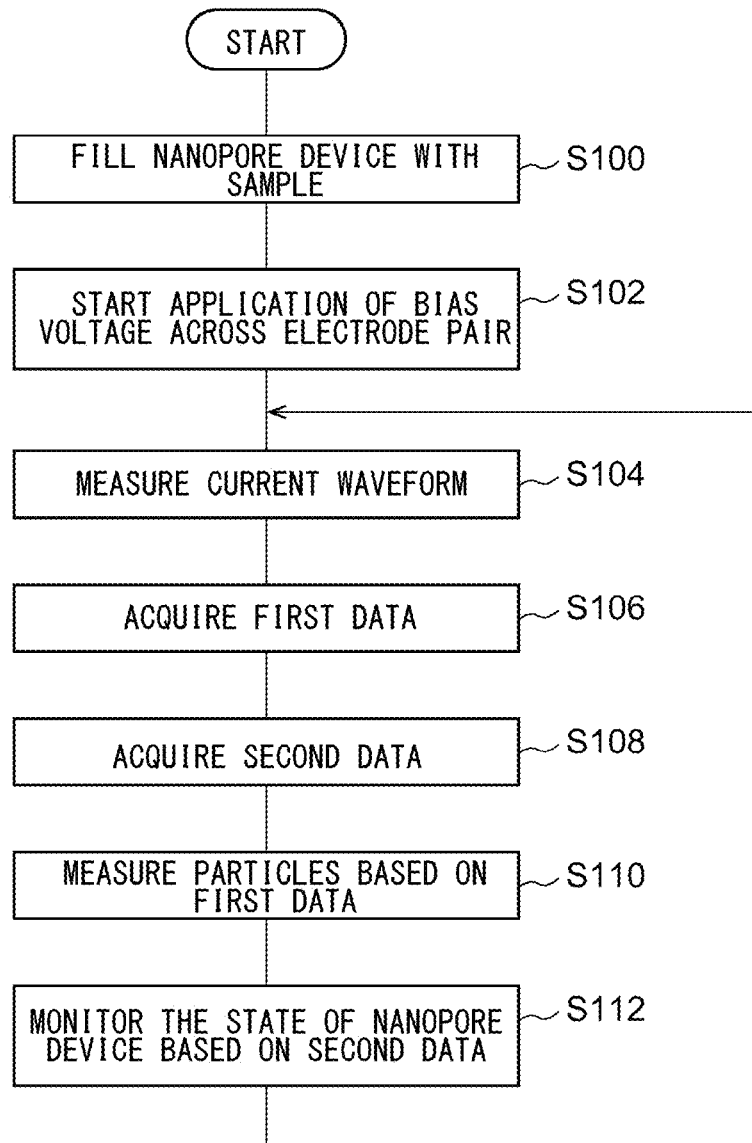 START
FILL NANOPORE DEVICE WITH
SAMPLE
S100
START APPLICATION OF BIAS
VOLTAGE ACROSS ELECTRODE PAIR
S102
MEASURE CURRENT WAVEFORM
S104
ACQUIRE FIRST DATA
S106
ACQUIRE SECOND DATA
S108
MEASURE PARTICLES BASED ON
FIRST DATA
S110
MONITOR THE STATE OF NANOPORE
DEVICE BASED ON SECOND DATA
S112